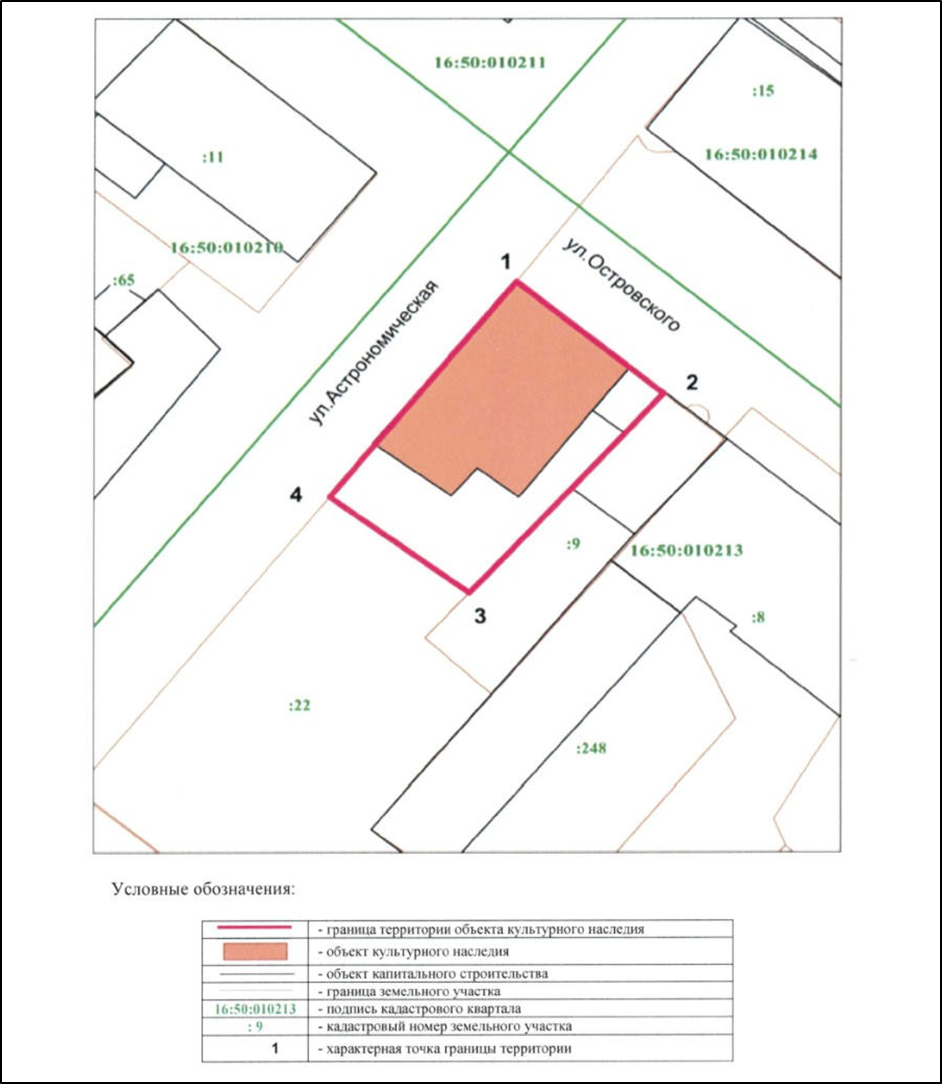 16:50:010211
:15
16:50:010214
:11
16:50:010210
:65
1
ул.Островского
ул.Астрономическая
2
4
:9
16:50:010213
3
:8
:22
:248
Условные обозначения:
- граница территории объекта культурного наследия
- объект культурного наследия
- объект капитального строительства
- граница земельного участка
16:50:010213 - подпись кадастрового квартала
: 9 - кадастровый номер земельного участка
1 - характерная точка границы территории